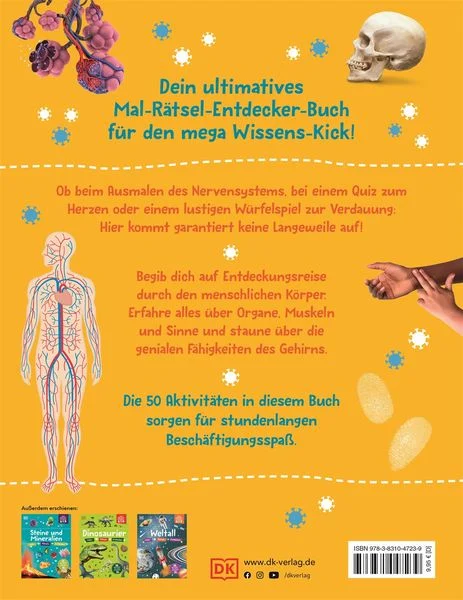 Dein ultimatives
Mal-Rätsel-Entdecker-Buch
für den mega Wissens-Kick!
Ob beim Ausmalen des Nervensystems, bei einem Quiz zum
Herzen oder einem lustigen Würfelspiel zur Verdauung:
Hier kommt garantiert keine Langeweile auf!
Begib dich auf Entdeckungsreise
durch den menschlichen Körper.
Erfahre alles über Organe, Muskeln
und Sinne und staune über die
genialen Fähigkeiten des Gehirns.
Die 50 Aktivitäten in diesem Buch
sorgen für stundenlangen
Beschäftigungsspaß.
Außerdem erschienen:
Steine und
Mineralien
Dinosaurier
Weltall
DK
www.dk-verlag.de
/dkverlag
ISBN 978-3-8310-4723-9
9,95 € [D]